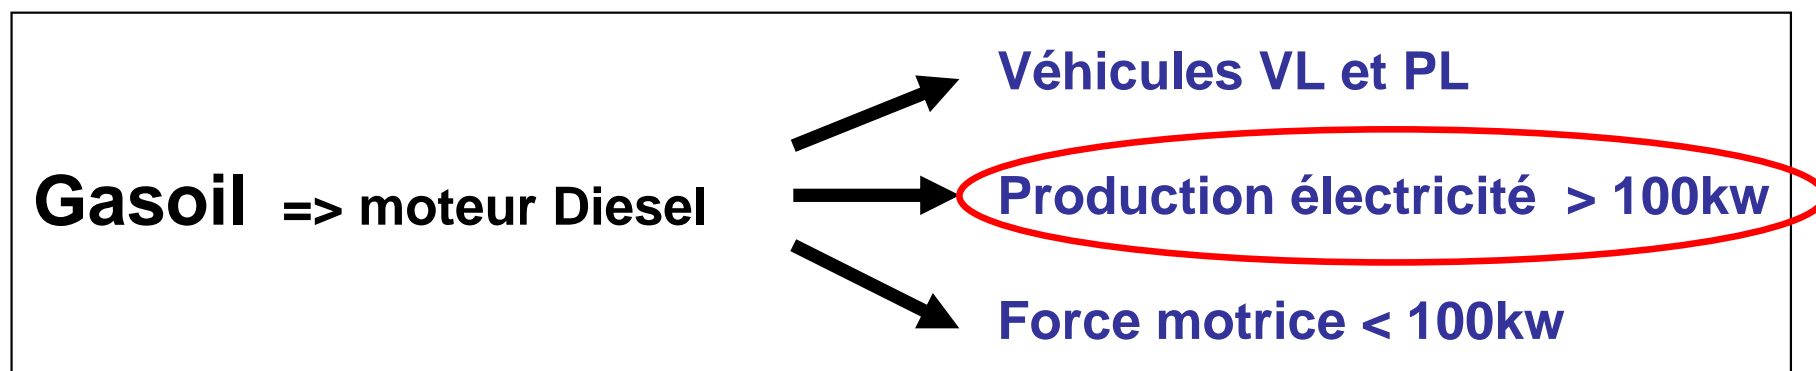 Véhicules VL et PL
Gasoil => moteur Diesel
Production électricité > 100kw
Force motrice < 100kw